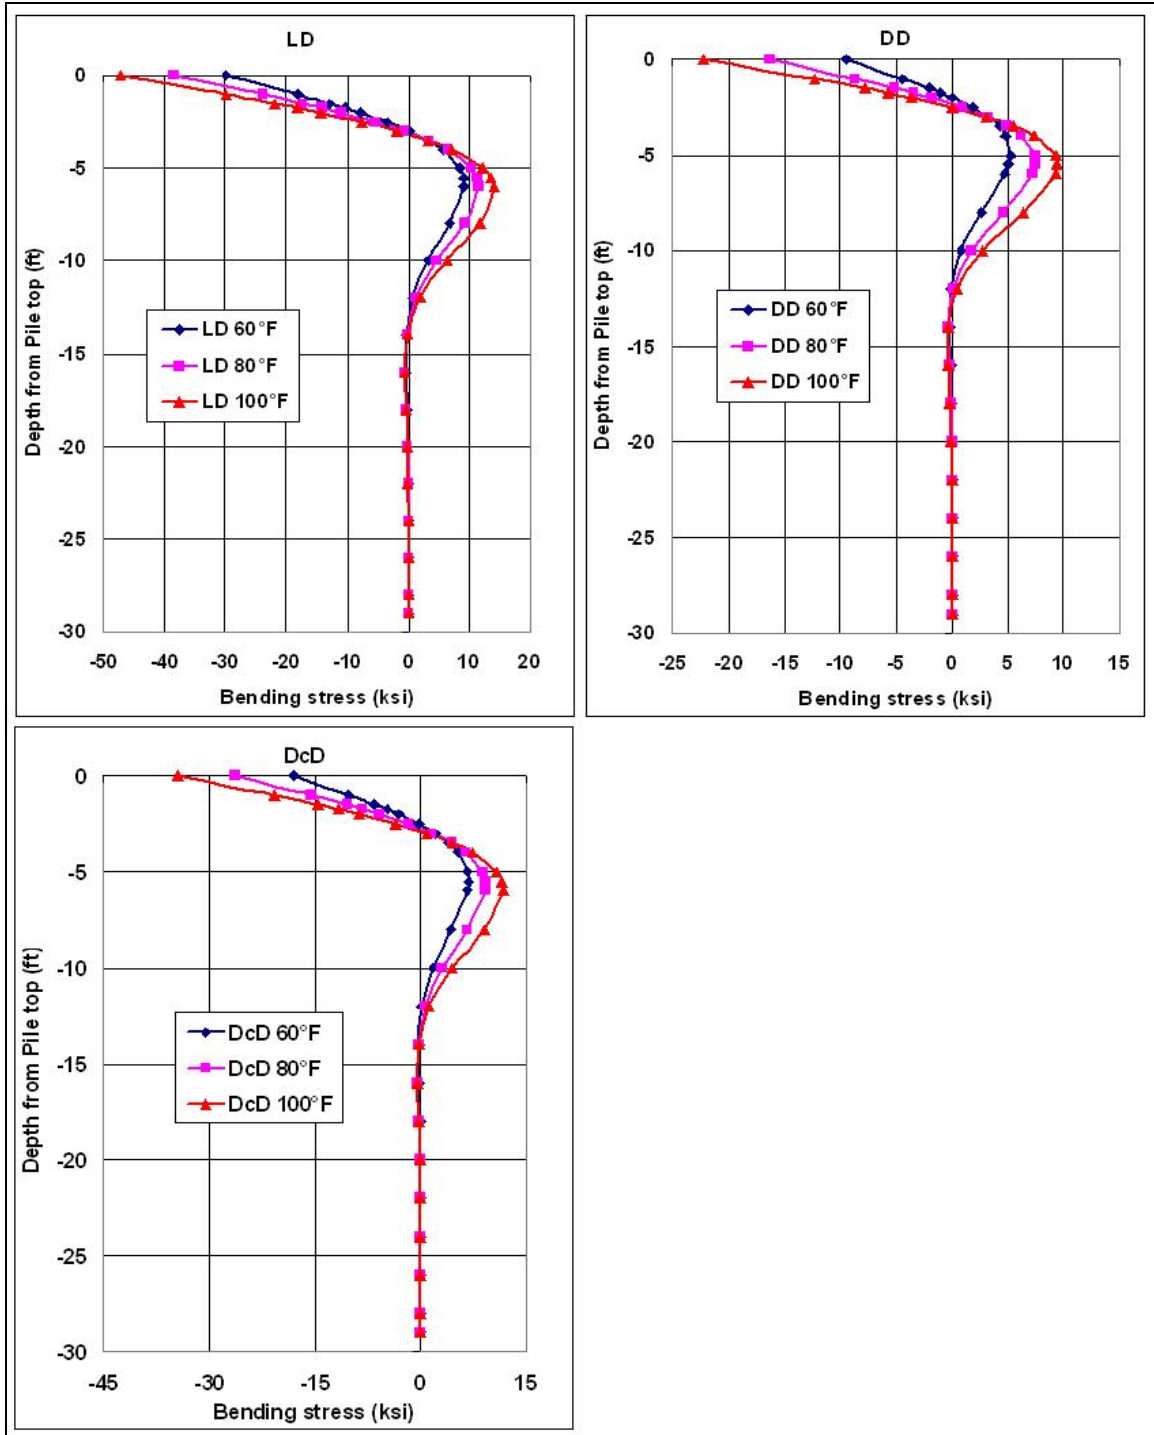 LD
0
-5
-10
-15
-20
-25
-30
Depth from Pile top (ft)
LD 60°F
LD 80°F
LD 100°F
-50 -40 -30 -20 -10 0 10 20
Bending stress (ksi)
DD
0
-5
-10
-15
-20
-25
-30
Depth from Pile top (ft)
DD 60°F
DD 80°F
DD 100°F
-25 -20 -15 -10 -5 0 5 10 15
Bending stress (ksi)
DcD
0
-5
-10
-15
-20
-25
-30
Depth from Pile top (ft)
DcD 60°F
DcD 80°F
DcD 100°F
-45 -30 -15 0 15
Bending stress (ksi)